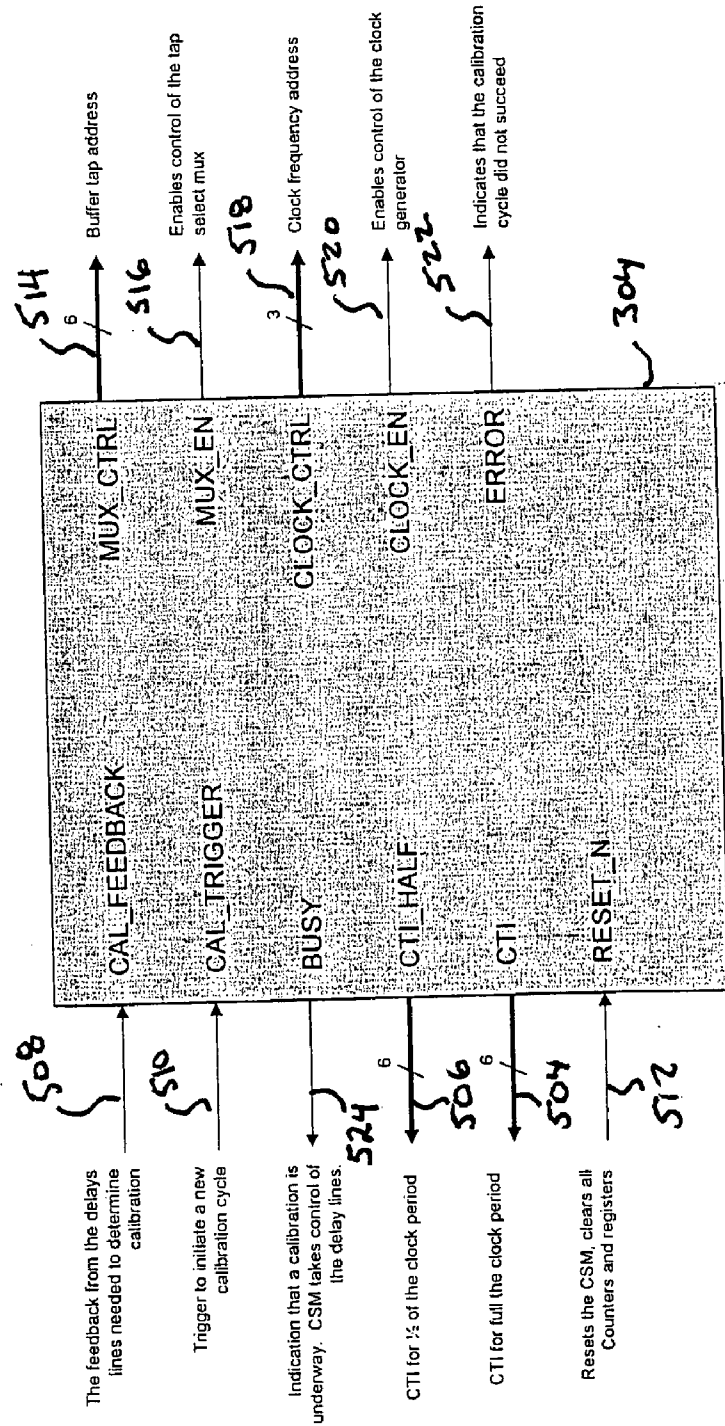 508
The feedback from the delays
lines needed to determine
calibration
CAL_FEEDBACK
510
Trigger to initiate a new
calibration cycle
CAL_TRIGGER
Indication that a calibration is
underway. CSM takes control of
the delay lines.
524
BUSY
CTI for ½ of the clock period
6
506
CTI_HALF
CTI for full the clock period
6
504
CTI
Resets the CSM, clears all
Counters and registers
512
RESET_N
MUX_CTRL
514
6
Buffer tap address
MUX_EN
516
Enables control of the tap
select mux
CLOCK_CTRL
518
3
Clock frequency address
CLOCK_EN
520
Enables control of the clock
generator
ERROR
522
Indicates that the calibration
cycle did not succeed
304